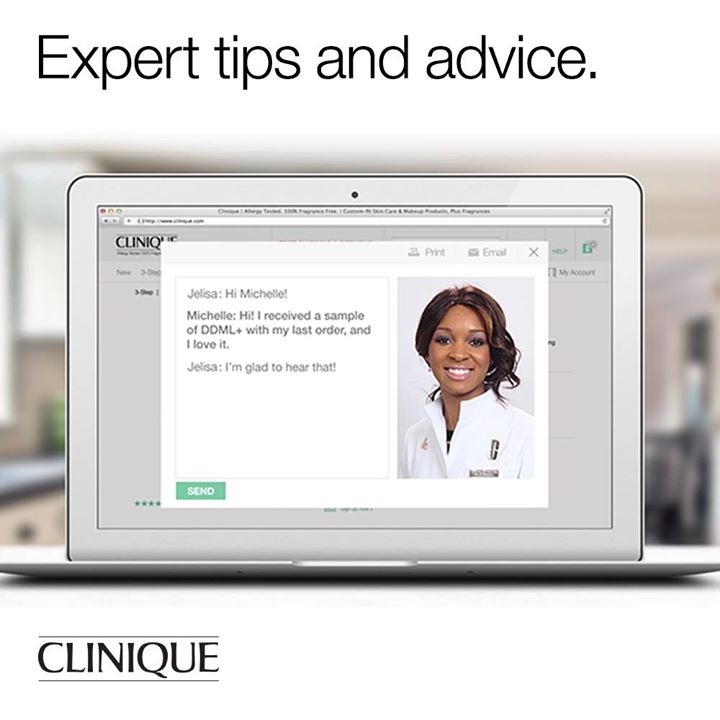 Expert tips and advice.
Clinique | Allergy Tested. 100% Fragrance Free. | Custom-fit Skin Care & Makeup Products, Plus Fragrances
http://www.clinique.com
CLINIQUE
Print Email
HELP
New 3-Step
My Account
3-Step |
Jelisa: Hi Michelle!
Michelle: Hi! I received a sample
of DDML+ with my last order, and
I love it.
Jelisa: I'm glad to hear that!
SEND
CLINIQUE